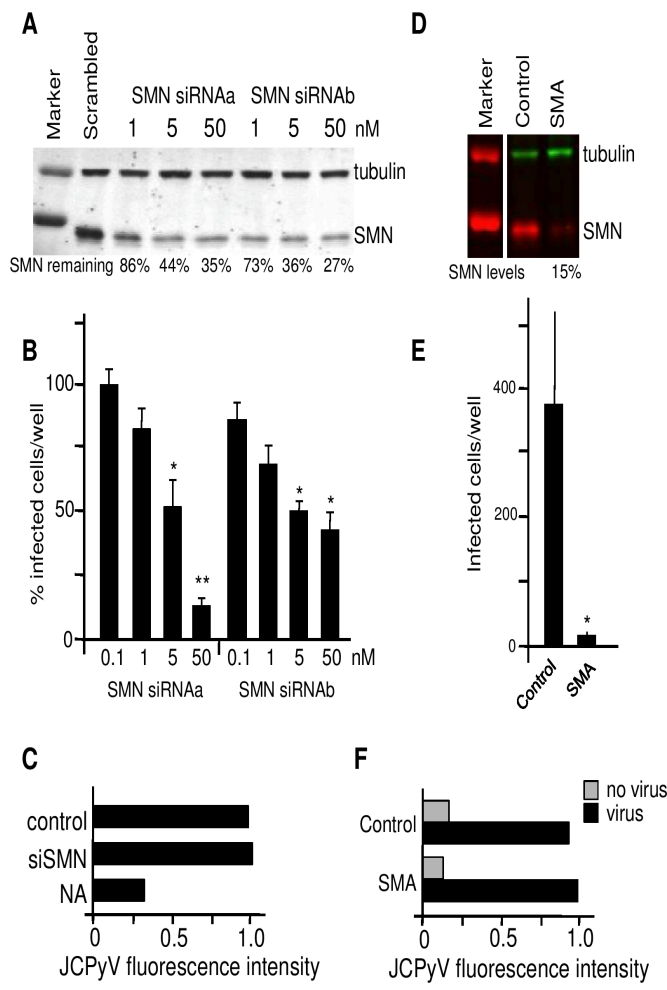 A
Marker
Scrambled
SMN siRNAa
SMN siRNAb
1 5 50 1 5 50 nM
tubulin
SMN
SMN remaining 86% 44% 35% 73% 36% 27%
D
Marker
Control
SMA
tubulin
SMN
SMN levels 15%
B
% infected cells/well
100
50
0
*
**
*
*
0.1 1 5 50 0.1 1 5 50 nM
SMN siRNAa
SMN siRNAb
E
Infected cells/well
400
200
0
*
Control
SMA
C
control
siSMN
NA
0 0.5 1.0
JCPyV fluorescence intensity
F
no virus
virus
Control
SMA
0 0.5 1.0
JCPyV fluorescence intensity